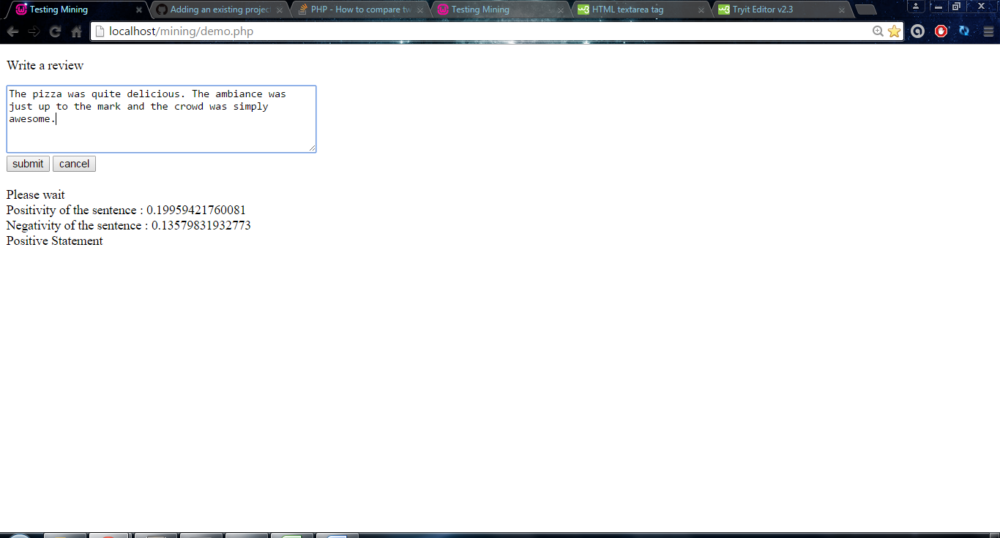 Testing Mining
Adding an existing project
PHP - How to compare tw
Testing Mining
HTML textarea tag
Tryit Editor v2.3
localhost/mining/demo.php
Write a review
The pizza was quite delicious. The ambiance was
just up to the mark and the crowd was simply
awesome.
submit cancel
Please wait
Positivity of the sentence : 0.19959421760081
Negativity of the sentence : 0.13579831932773
Positive Statement